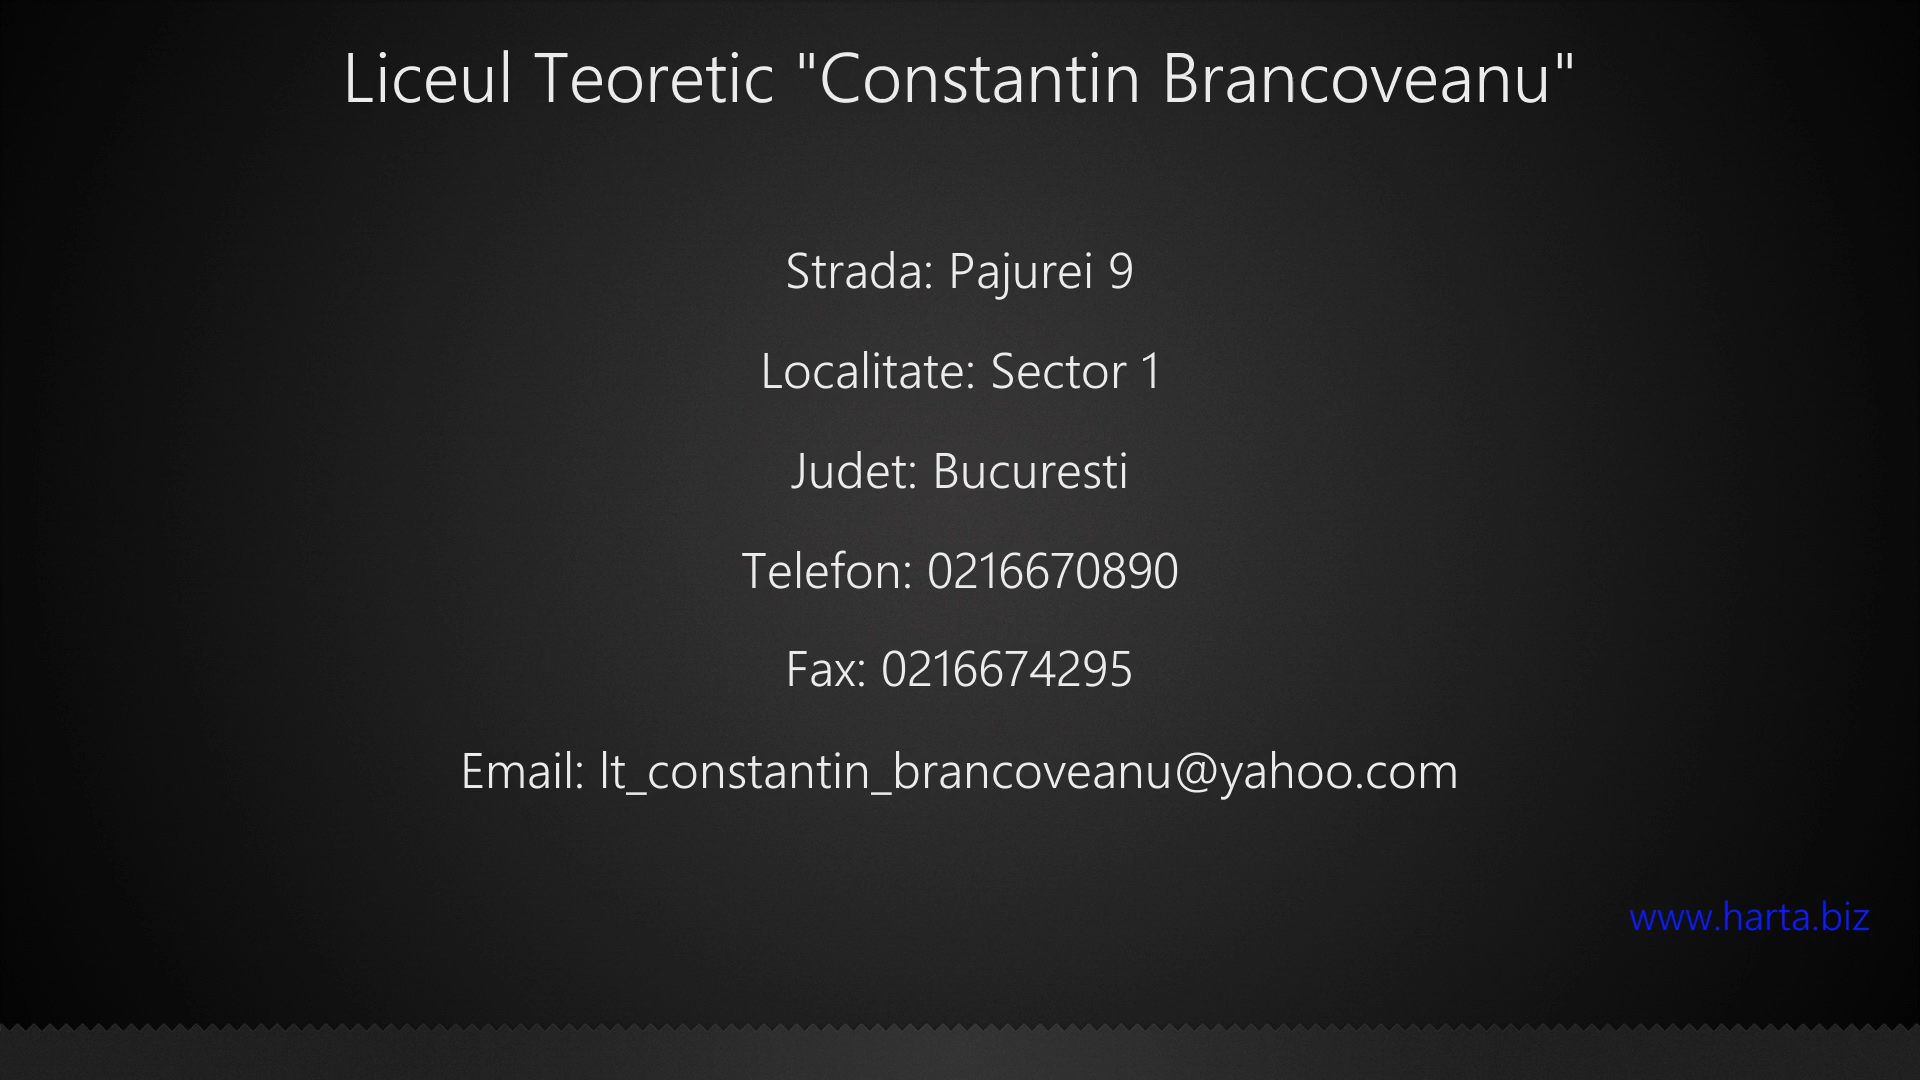 Liceul Teoretic "Constantin Brancoveanu"
Strada: Pajurei 9
Localitate: Sector 1
Judet: Bucuresti
Telefon: 0216670890
Fax: 0216674295
Email: lt_constantin_brancoveanu@yahoo.com
www.harta.biz